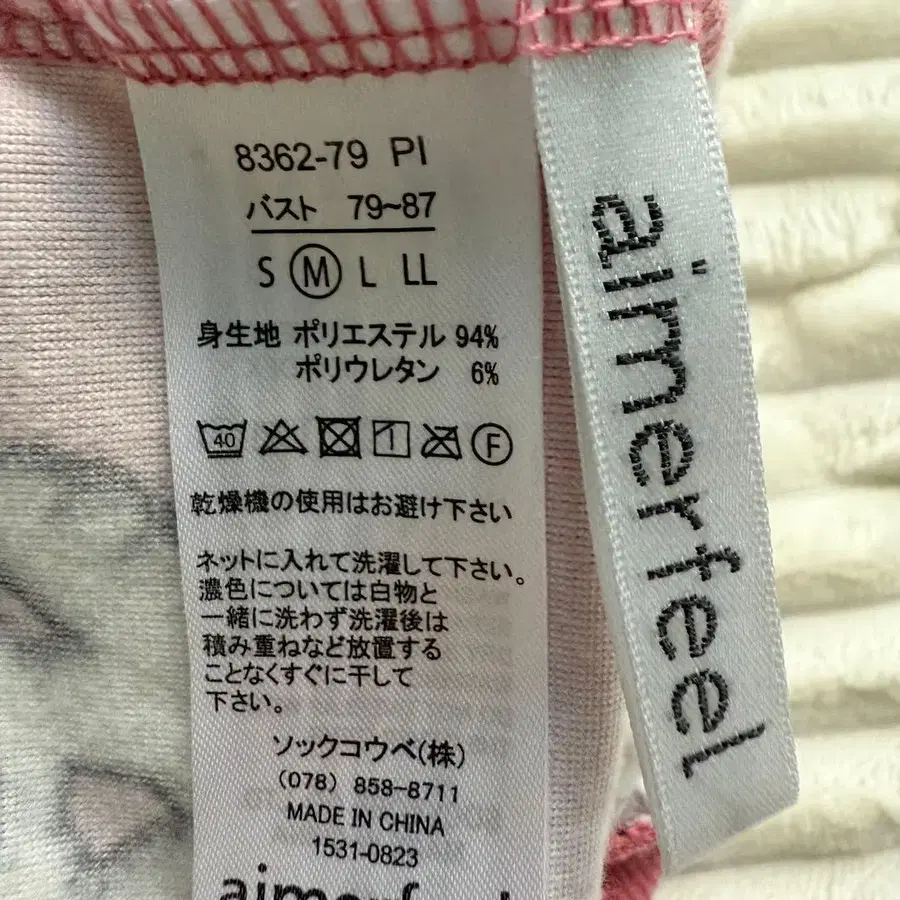 8362-79 PI
バスト 79~87
S M L LL
身生地 ポリエステル 94%
ポリウレタン 6%
40 1 F
乾燥機の使用はお避け下さい
ネットに入れて洗濯して下さい。
濃色については白物と
一緒に洗わず洗濯後は
積み重ねなど放置する
ことなくすぐに干して
下さい。
ソックコウベ(株)
(078) 858-8711
MADE IN CHINA
1531-0823
aimerfeel
aimerfeel